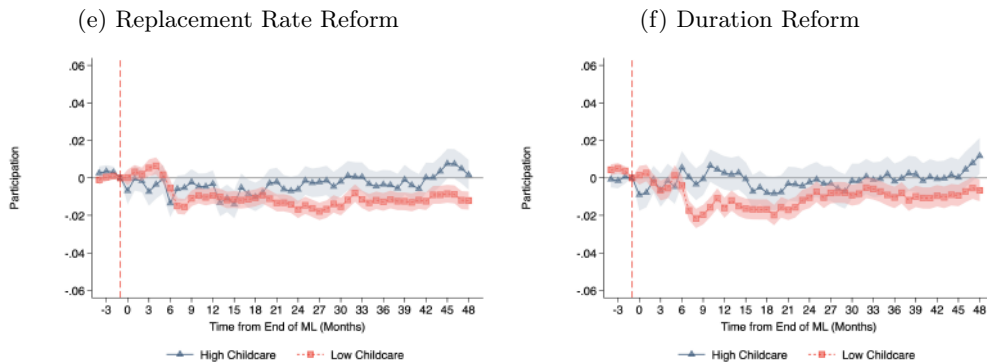 (e) Replacement Rate Reform
.06
.04
.02
0
-.02
-.04
-.06
Participation
-3 0 3 6 9 12 15 18 21 24 27 30 33 36 39 42 45 48
Time from End of ML (Months)
High Childcare Low Childcare
(f) Duration Reform
.06
.04
.02
0
-.02
-.04
-.06
Participation
-3 0 3 6 9 12 15 18 21 24 27 30 33 36 39 42 45 48
Time from End of ML (Months)
High Childcare Low Childcare